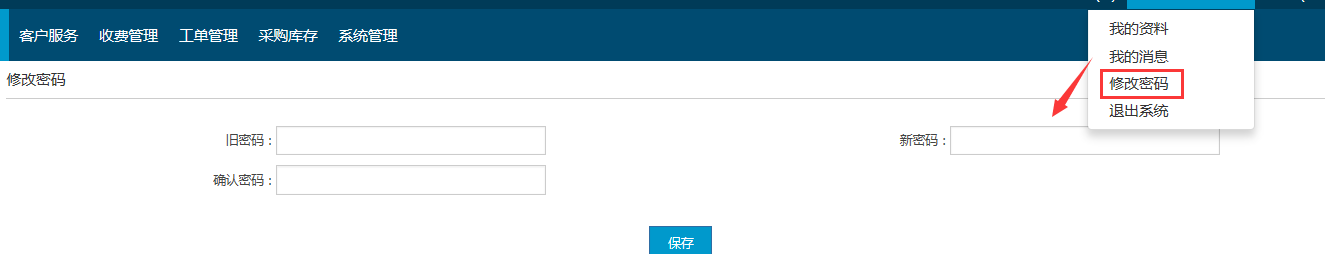 客户服务 收费管理 工单管理 采购库存 系统管理
我的资料
我的消息
修改密码
退出系统
修改密码
旧密码：
新密码：
确认密码：
保存